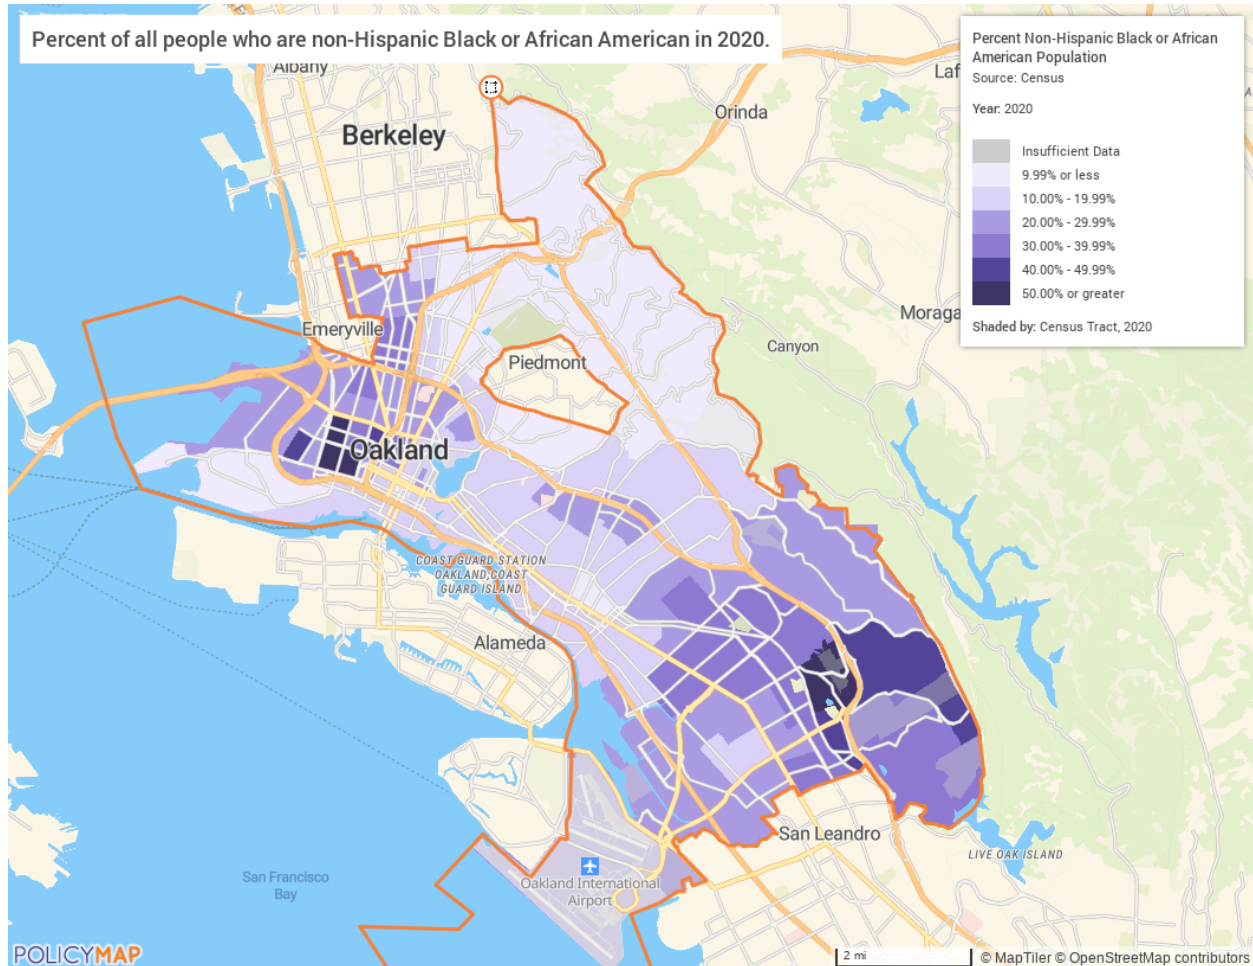 Percent of all people who are non-Hispanic Black or African American in 2020.
Percent Non-Hispanic Black or African
American Population
Source: Census
Year: 2020
Insufficient Data
9.99% or less
10.00% - 19.99%
20.00% - 29.99%
30.00% - 39.99%
40.00% - 49.99%
50.00% or greater
Shaded by: Census Tract, 2020
Albany
Laf
Orinda
Berkeley
Moraga
Emeryville
Canyon
Piedmont
Oakland
COAST GUARD STATION
OAKLAND;COAST
GUARD ISLAND
Alameda
San Leandro
LIVE OAK ISLAND
San Francisco
Bay
Oakland International
Airport
POLICYMAP
2 mi
© MapTiler © OpenStreetMap contributors